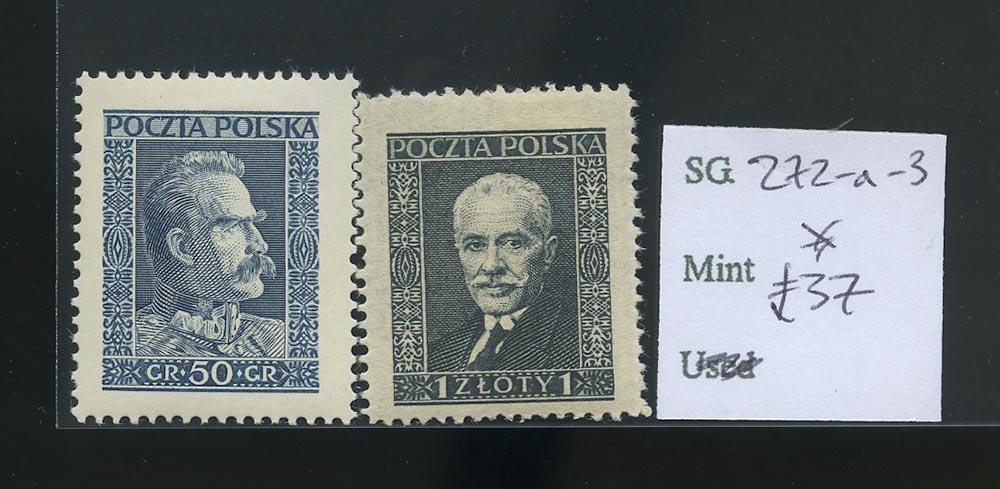 POCZTA POLSKA
GR·50·GR
POCZTA POLSKA
1 ZŁOTY 1
SG 272-a-3
Mint £37
Used